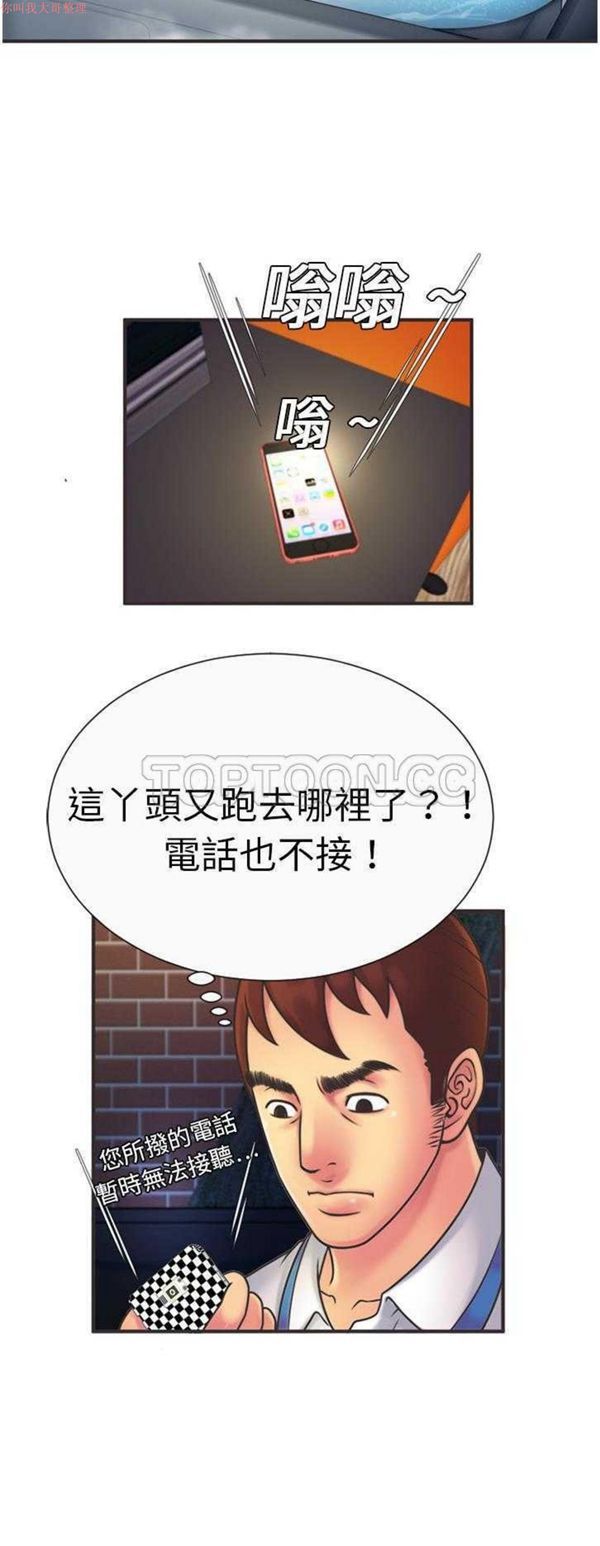 你叫我大哥整理
嗡嗡~
嗡~
TOPTOON.CC
這丫頭又跑去哪裡了？！
電話也不接！
您所撥的電話
暫時無法接聽...